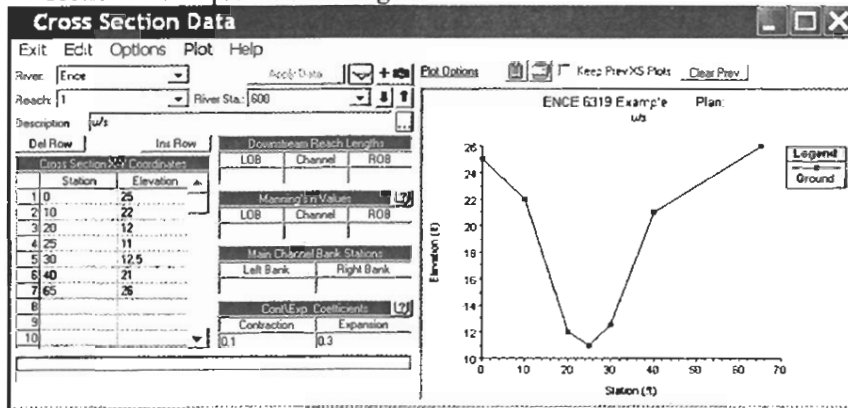 Cross Section Data
Exit Edit Options Plot Help
River: Ence
Apply Data
Plot Options
Keep Prev XS Plots
Clear Prev
Reach: 1
River Sta.: 600
Description u/s
...
Del Row
Ins Row
Cross Section X-Y Coordinates
Station Elevation
1 0 25
2 10 22
3 20 12
4 25 11
5 30 12.5
6 40 21
7 65 26
8
9
10
Downstream Reach Lengths
LOB Channel ROB
Manning's n Values ?
LOB Channel ROB
Main Channel Bank Stations
Left Bank Right Bank
Cont\Exp. Coefficients ?
Contraction Expansion
0.1 0.3
ENCE 6319 Example Plan:
u/s
Elevation (ft)
26
24
22
20
18
16
14
12
10
0 10 20 30 40 50 60 70
Station (ft)
Legend
Ground